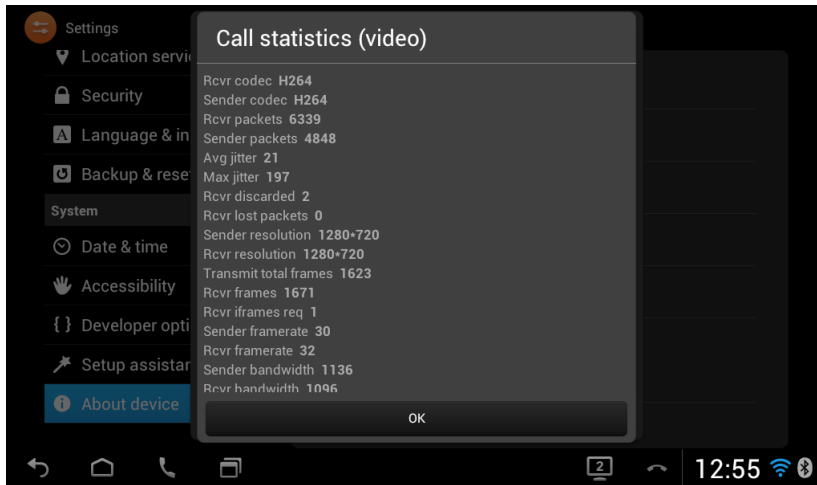 Settings
Location servi
Security
A Language & in
Backup & rese
System
Date & time
Accessibility
{ } Developer opti
Setup assistan
About device
Call statistics (video)
Rcvr codec H264
Sender codec H264
Rcvr packets 6339
Sender packets 4848
Avg jitter 21
Max jitter 197
Rcvr discarded 2
Rcvr lost packets 0
Sender resolution 1280*720
Rcvr resolution 1280*720
Transmit total frames 1623
Rcvr frames 1671
Rcvr iframes req 1
Sender framerate 30
Rcvr framerate 32
Sender bandwidth 1136
Rcvr bandwidth 1096
OK
2
12:55